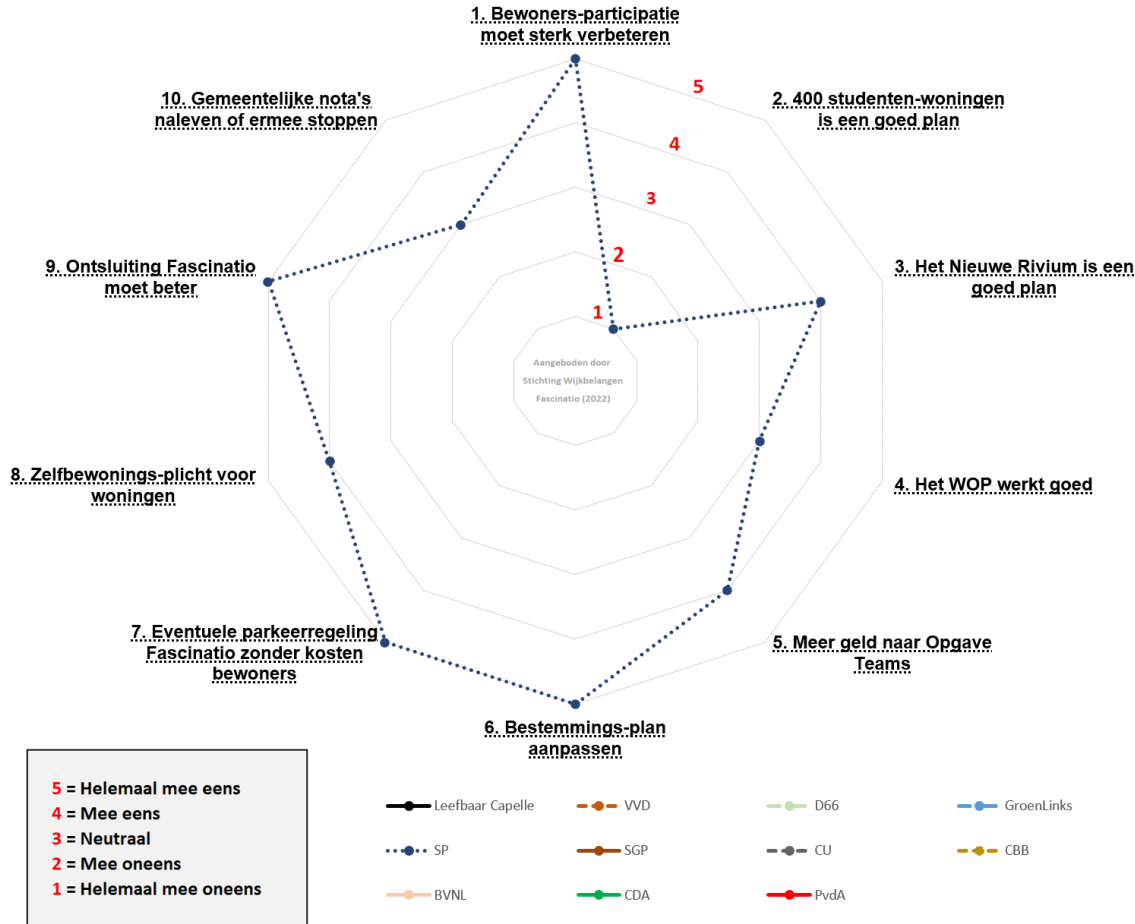 1. Bewoners-participatie
moet sterk verbeteren
5
10. Gemeentelijke nota's
naleven of ermee stoppen
2. 400 studenten-woningen
is een goed plan
4
3
9. Ontsluiting Fascinatio
moet beter
2
3. Het Nieuwe Rivium is een
goed plan
1
Aangeboden door
Stichting Wijkbelangen
Fascinatio (2022)
8. Zelfbewonings-plicht voor
woningen
4. Het WOP werkt goed
7. Eventuele parkeerregeling
Fascinatio zonder kosten
bewoners
5. Meer geld naar Opgave
Teams
6. Bestemmings-plan
aanpassen
5 = Helemaal mee eens
4 = Mee eens
3 = Neutraal
2 = Mee oneens
1 = Helemaal mee oneens
Leefbaar Capelle
VVD
D66
GroenLinks
SP
SGP
CU
CBB
BVNL
CDA
PvdA